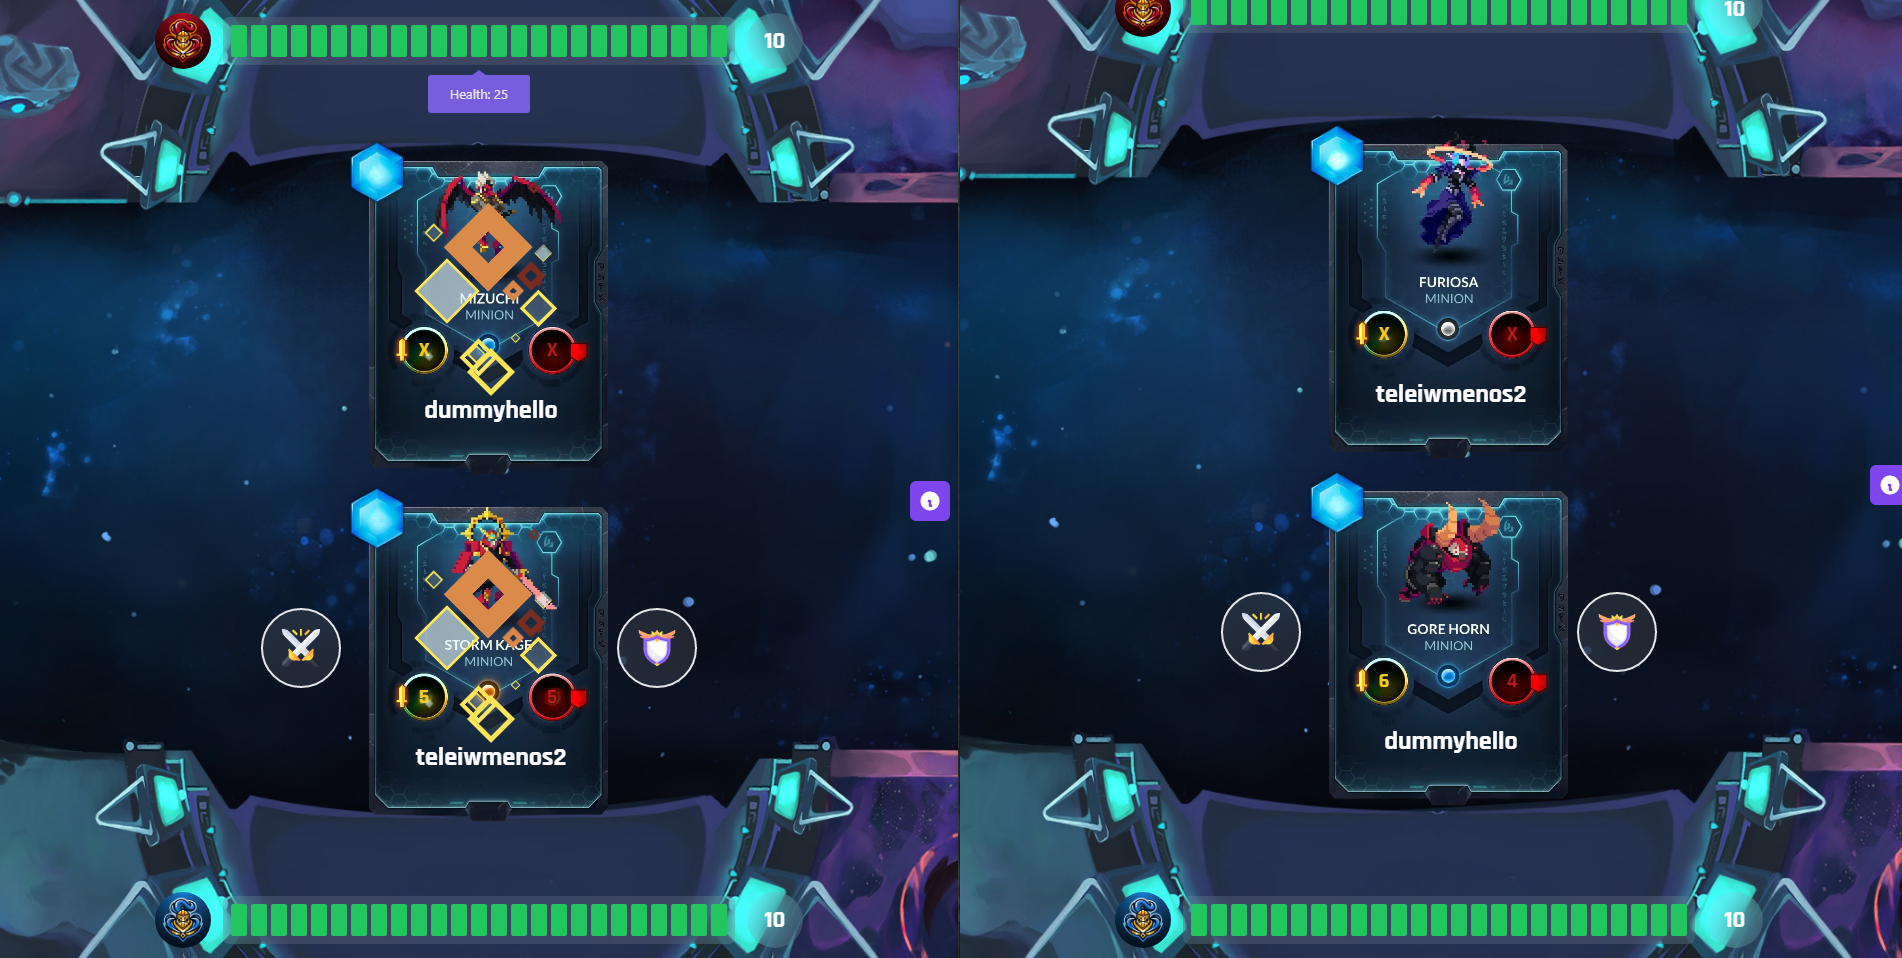 10
Health: 25
MIZUCHI
MINION
X
X
dummyhello
STORM KAGE
MINION
5
5
teleiwmenos2
10
10
FURIOSA
MINION
X
X
teleiwmenos2
GORE HORN
MINION
6
4
dummyhello
10